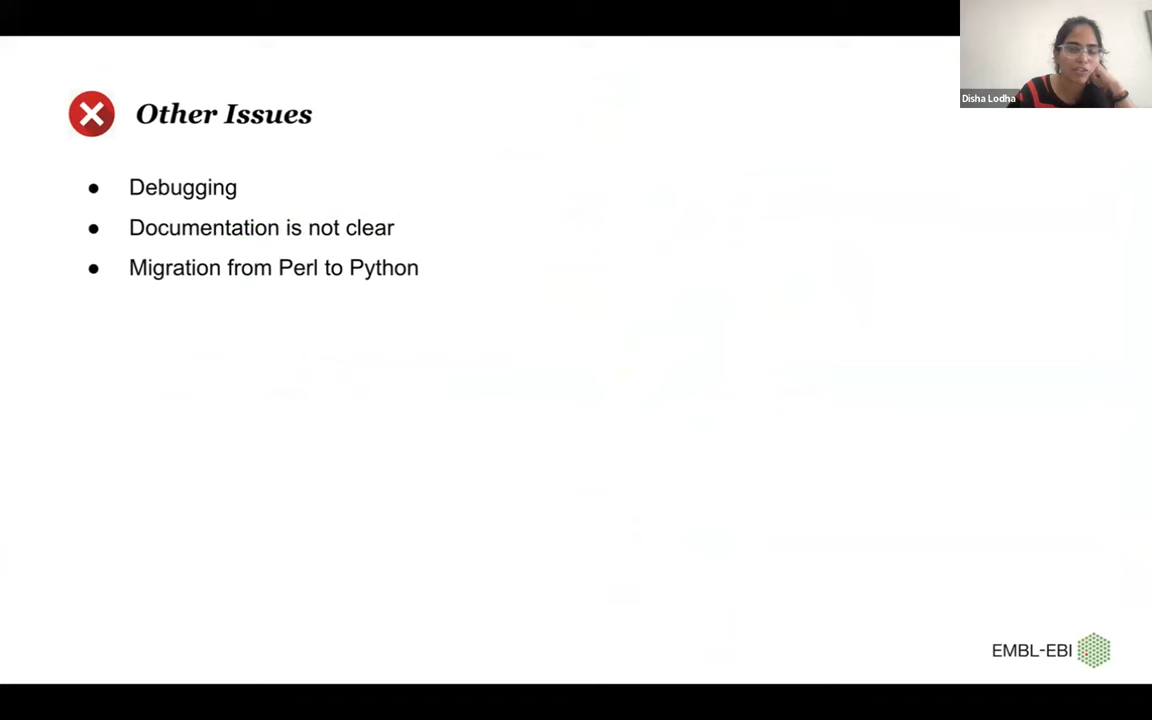 Disha Lodha
Other Issues
● Debugging
● Documentation is not clear
● Migration from Perl to Python
EMBL-EBI